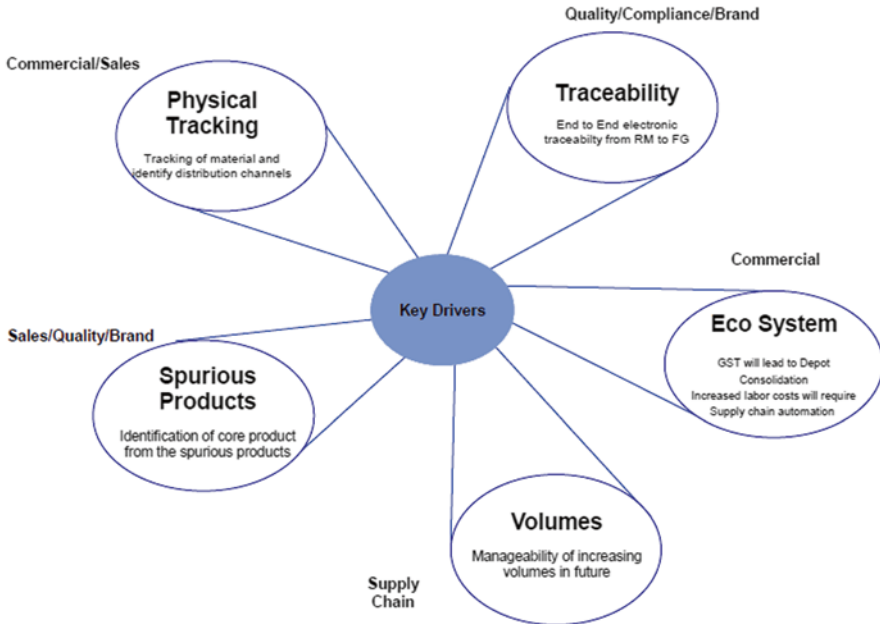 Quality/Compliance/Brand
Commercial/Sales
Physical
Tracking
Tracking of material and
identify distribution channels
Traceability
End to End electronic
traceabilty from RM to FG
Commercial
Key Drivers
Eco System
GST will lead to Depot
Consolidation
Increased labor costs will require
Supply chain automation
Sales/Quality/Brand
Spurious
Products
Identification of core product
from the spurious products
Volumes
Manageability of increasing
volumes in future
Supply
Chain